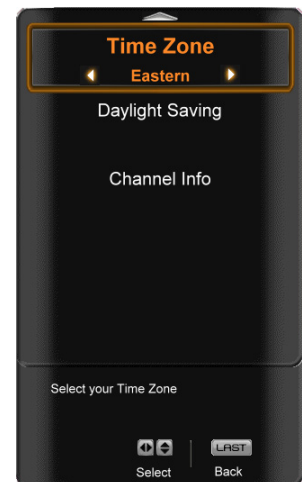 Time Zone
Eastern
Daylight Saving
Channel Info
Select your Time Zone
LAST
Select Back